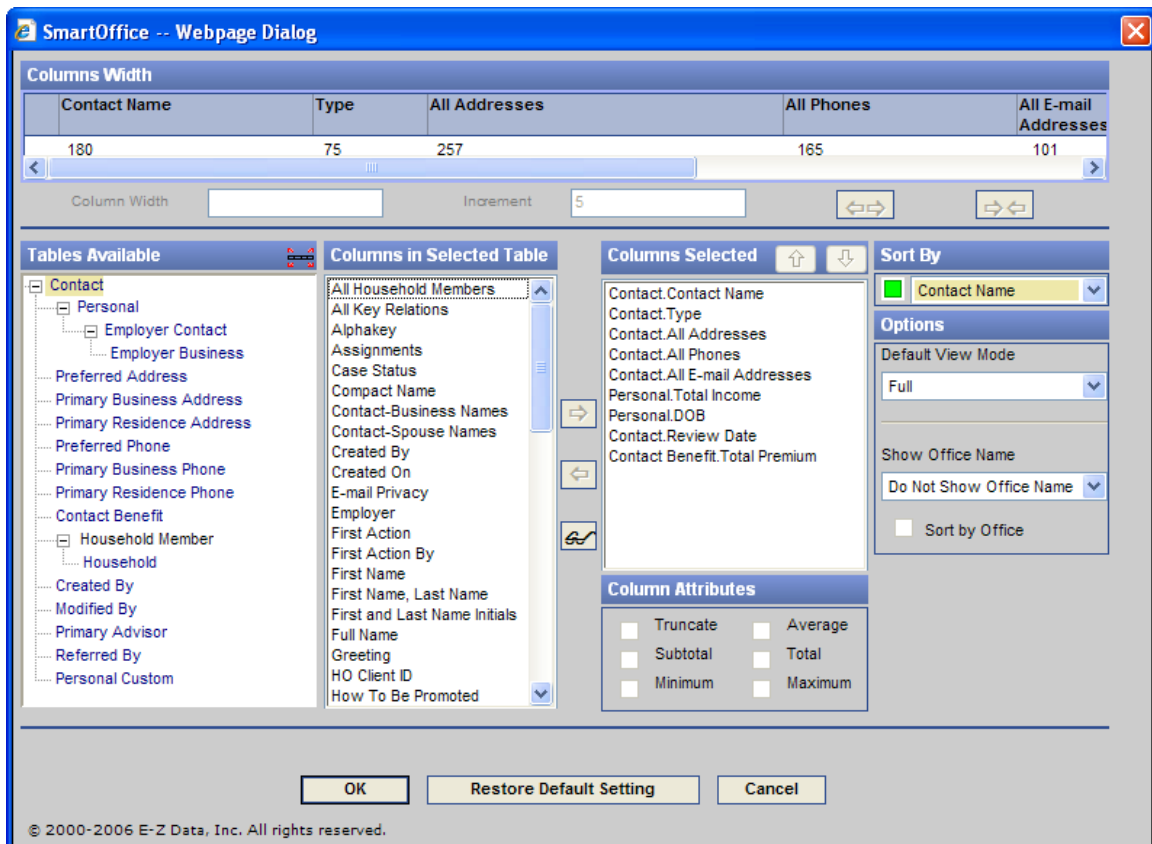 SmartOffice -- Webpage Dialog
Columns Width
Contact Name Type All Addresses All Phones All E-mail
Addresses
180 75 257 165 101
Column Width Increment 5
Tables Available
Contact
Personal
Employer Contact
Employer Business
Preferred Address
Primary Business Address
Primary Residence Address
Preferred Phone
Primary Business Phone
Primary Residence Phone
Contact Benefit
Household Member
Household
Created By
Modified By
Primary Advisor
Referred By
Personal Custom
Columns in Selected Table
All Household Members
All Key Relations
Alphakey
Assignments
Case Status
Compact Name
Contact-Business Names
Contact-Spouse Names
Created By
Created On
E-mail Privacy
Employer
First Action
First Action By
First Name
First Name, Last Name
First and Last Name Initials
Full Name
Greeting
HO Client ID
How To Be Promoted
Columns Selected
Contact.Contact Name
Contact.Type
Contact.All Addresses
Contact.All Phones
Contact.All E-mail Addresses
Personal.Total Income
Personal.DOB
Contact.Review Date
Contact Benefit.Total Premium
Column Attributes
Truncate Average
Subtotal Total
Minimum Maximum
Sort By
Contact Name
Options
Default View Mode
Full
Show Office Name
Do Not Show Office Name
Sort by Office
OK Restore Default Setting Cancel
© 2000-2006 E-Z Data, Inc. All rights reserved.